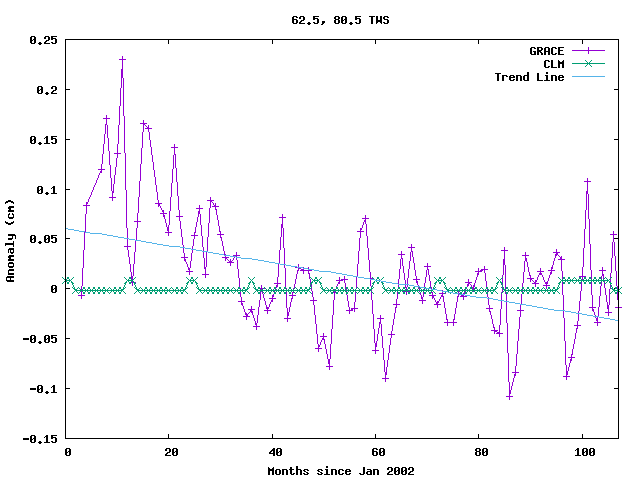 62.5, 80.5 TWS
GRACE
CLM
Trend Line
0.25
0.2
0.15
0.1
0.05
0
-0.05
-0.1
-0.15
Anomaly (cm)
0 20 40 60 80 100
Months since Jan 2002